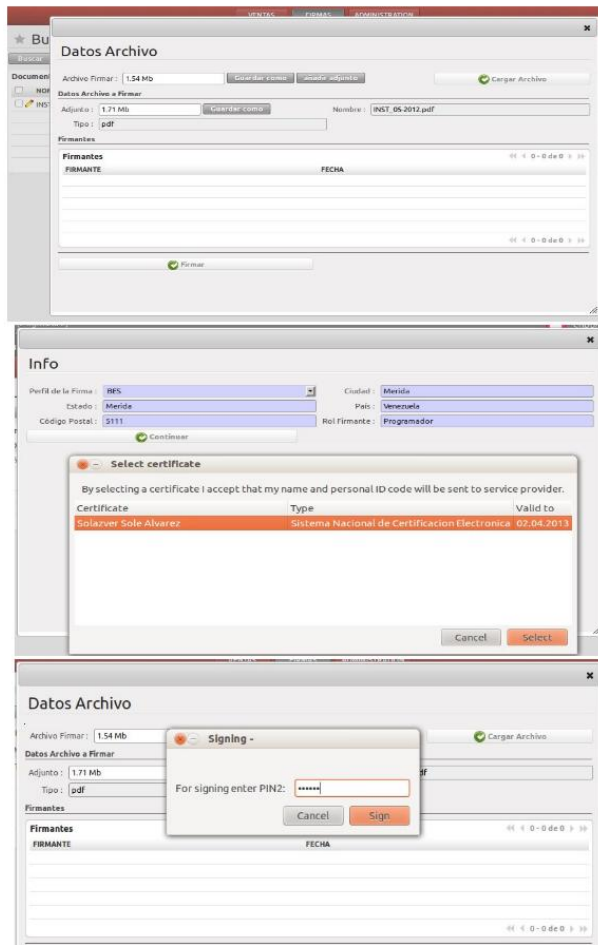 VENTAS FIRMAS ADMINISTRATION
Bu
Buscar
Document
NOM
INST
Datos Archivo
Archivo Firmar : 1.54 Mb Guardar como anadir adjunto Cargar Archivo
Datos Archivo a Firmar
Adjunto : 1.71 Mb Guardar como Nombre : INST_05-2012.pdf
Tipo : pdf
Firmantes
Firmantes 0 - 0 de 0
FIRMANTE FECHA
0 - 0 de 0
Firmar
Info
Perfil de la Firma : BES Ciudad : Merida
Estado : Merida País : Venezuela
Código Postal : 5111 Rol Firmante : Programador
Continuar
Select certificate
By selecting a certificate I accept that my name and personal ID code will be sent to service provider.
Certificate Type Valid to
Solazver Sole Alvarez Sistema Nacional de Certificacion Electronica 02.04.2013
Cancel Select
Datos Archivo
Archivo Firmar : 1.54 Mb Cargar Archivo
Datos Archivo a Firmar
Adjunto : 1.71 Mb df
Tipo : pdf
Firmantes
Signing -
For signing enter PIN2: ••••••
Cancel Sign
Firmantes 0 - 0 de 0
FIRMANTE FECHA
0 - 0 de 0